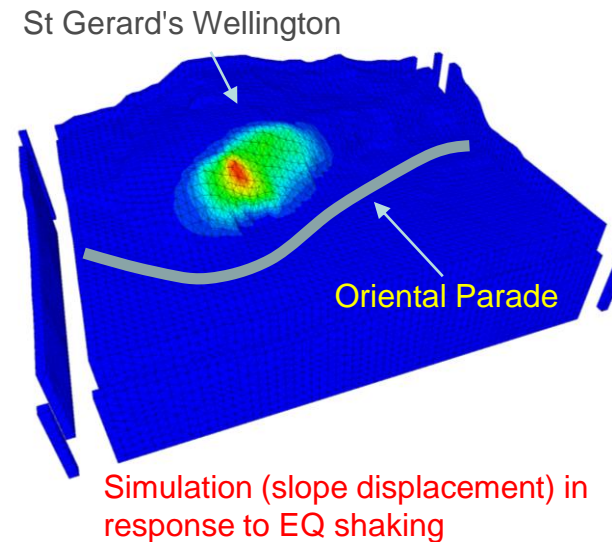 St Gerard's Wellington
Oriental Parade
Simulation (slope displacement) in
response to EQ shaking